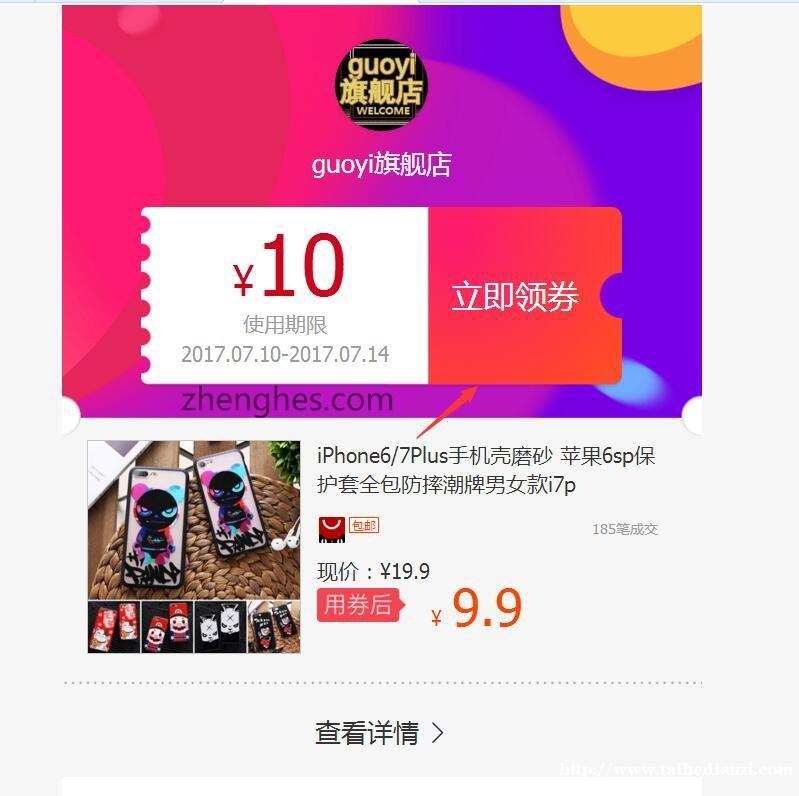 guoyi
旗舰店
WELCOME
guoyi旗舰店
¥10
立即领券
使用期限
2017.07.10-2017.07.14
zhenghes.com
iPhone6/7Plus手机壳磨砂 苹果6sp保
护套全包防摔潮牌男女款i7p
包邮
185笔成交
现价：¥19.9
用券后 ¥ 9.9
查看详情
http://www.taihedianzi.com